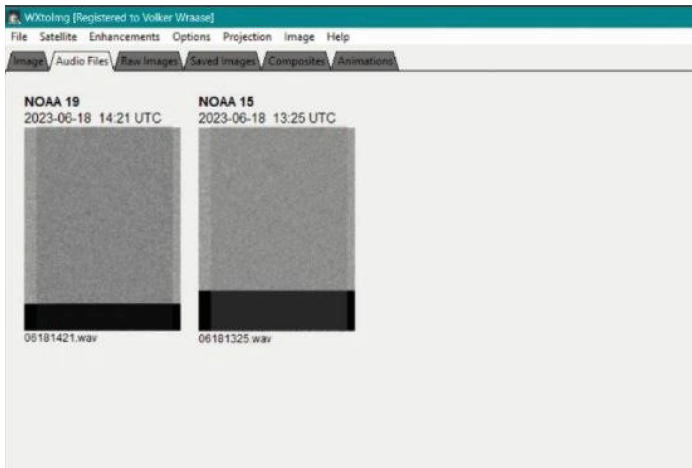 WXtoImg [Registered to Volker Wraase]
File Satellite Enhancements Options Projection Image Help
Image Audio Files Raw Images Saved Images Composites Animations
NOAA 19 NOAA 15
2023-06-18 14:21 UTC 2023-06-18 13:25 UTC
06181421.wav 06181325.wav